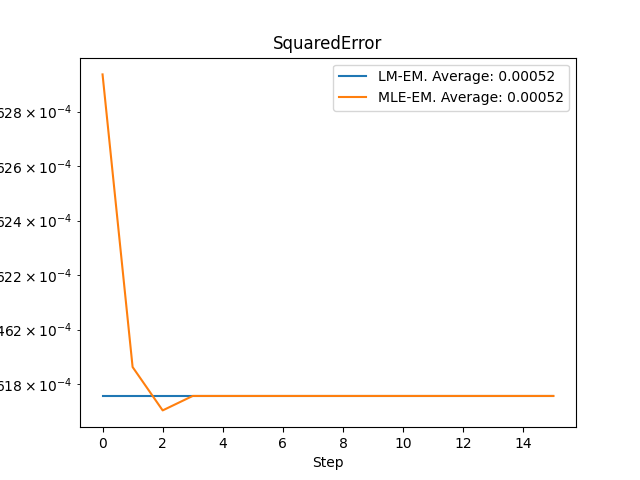 SquaredError
LM-EM. Average: 0.00052
MLE-EM. Average: 0.00052
628 × 10⁻⁴
626 × 10⁻⁴
624 × 10⁻⁴
622 × 10⁻⁴
462 × 10⁻⁴
618 × 10⁻⁴
0 2 4 6 8 10 12 14
Step